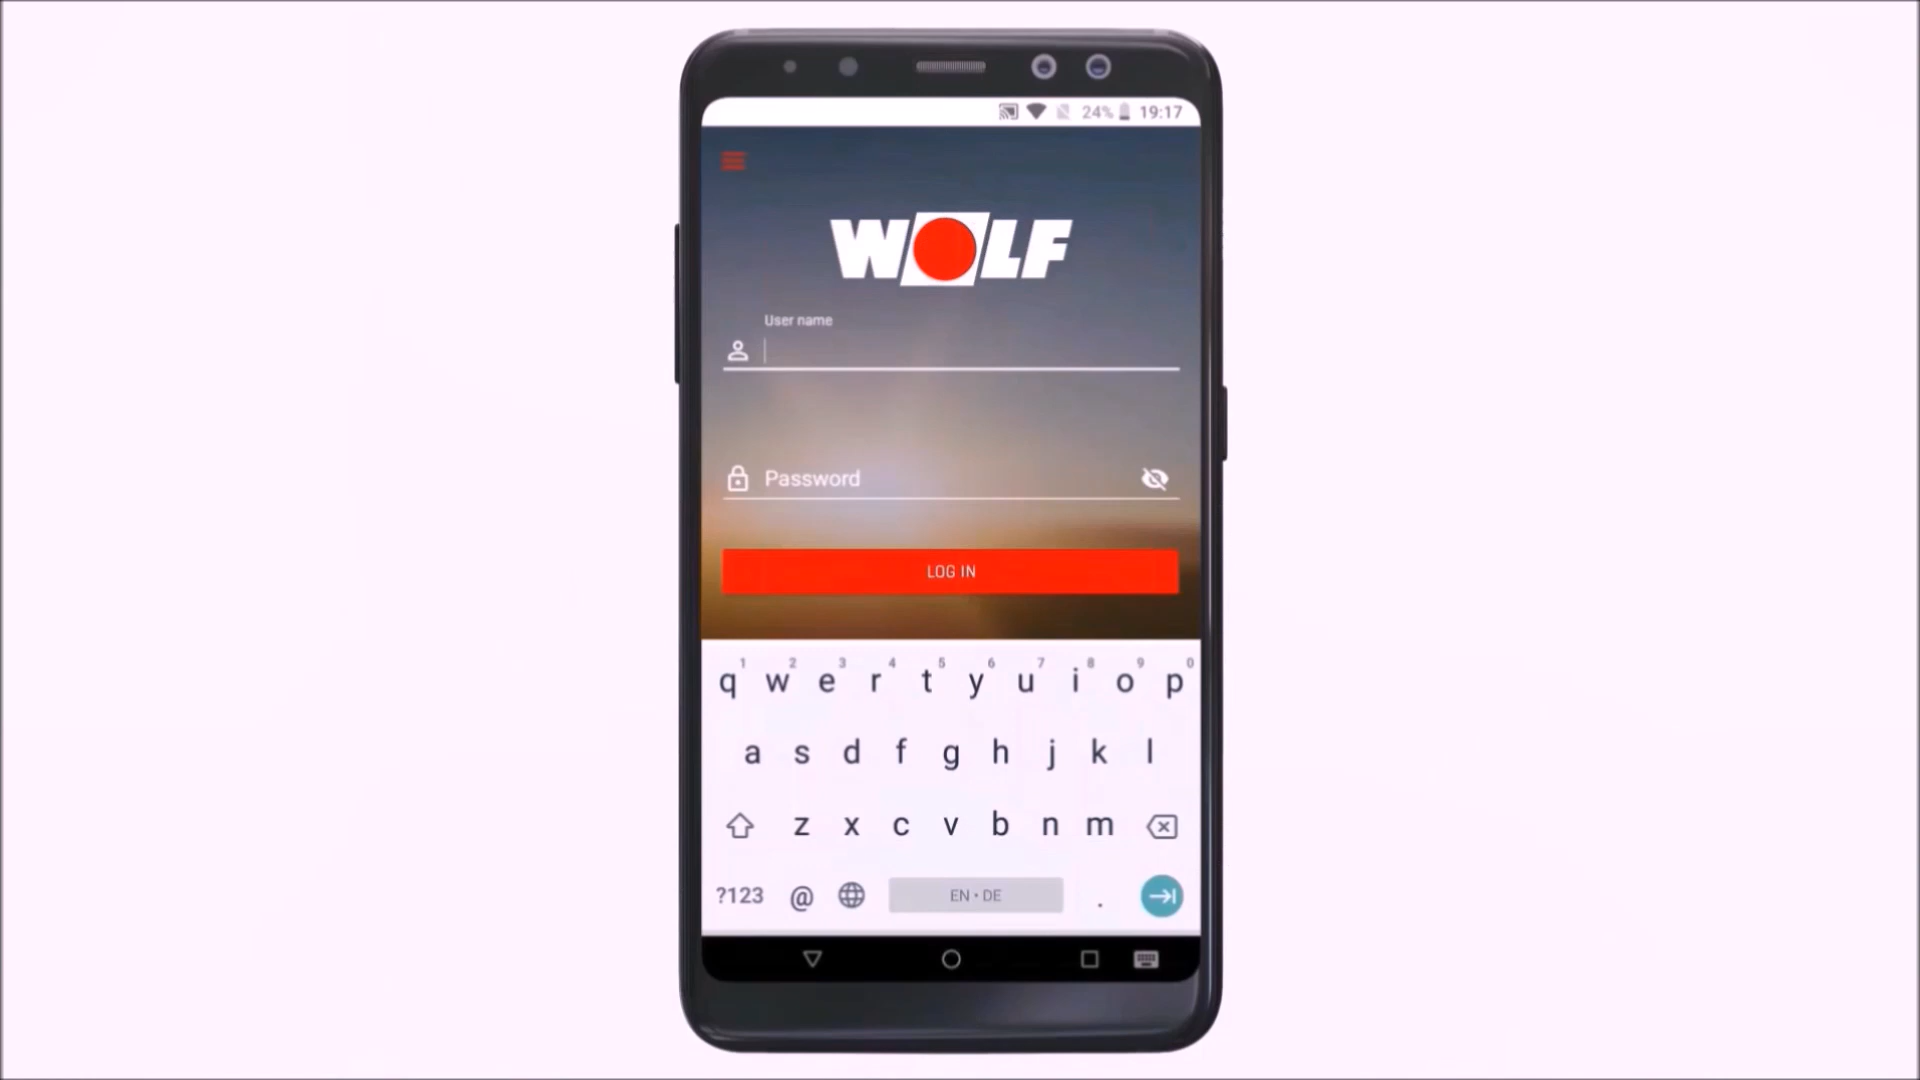 24% 19:17
WOLF
User name
Password
LOG IN
1 2 3 4 5 6 7 8 9 0
q w e r t y u i o p
a s d f g h j k l
z x c v b n m
?123 @ EN • DE .